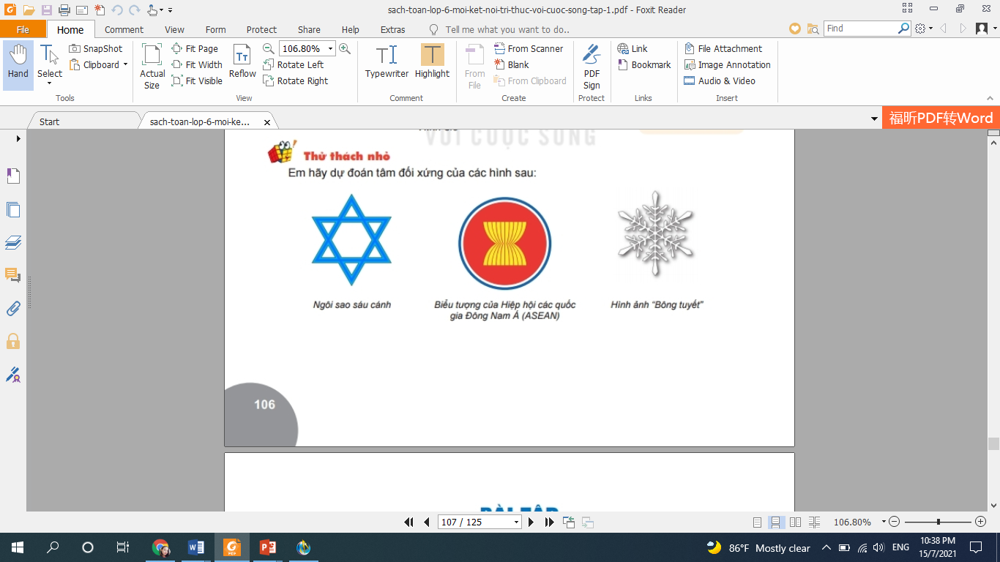 sach-toan-lop-6-moi-ket-noi-tri-thuc-voi-cuoc-song-tap-1.pdf - Foxit Reader
File Home Comment View Form Protect Share Help Extras Tell me what you want to do.. Find
Hand
Select
SnapShot
Clipboard
Tools
Actual Size
Fit Page
Fit Width
Fit Visible
Reflow
106.80%
Rotate Left
Rotate Right
View
Typewriter
Highlight
Comment
From File
From Scanner
Blank
From Clipboard
Create
PDF Sign
Protect
Link
Bookmark
Links
File Attachment
Image Annotation
Audio & Video
Insert
Start
sach-toan-lop-6-moi-ke...
福昕PDF转Word
VỚI CUỘC SỐNG
Thử thách nhỏ
Em hãy dự đoán tâm đối xứng của các hình sau:
Ngôi sao sáu cánh
Biểu tượng của Hiệp hội các quốc
gia Đông Nam Á (ASEAN)
Hình ảnh “Bông tuyết”
106
BÀI TẬP
107 / 125
106.80%
86°F Mostly clear
ENG
10:38 PM
15/7/2021